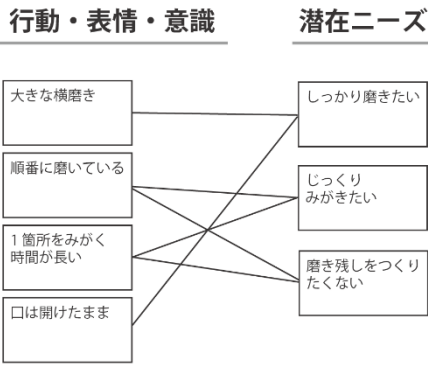 行動・表情・意識
潜在ニーズ
大きな横磨き
順番に磨いている
1箇所をみがく
時間が長い
口は開けたまま
しっかり磨きたい
じっくり
みがきたい
磨き残しをつくり
たくない